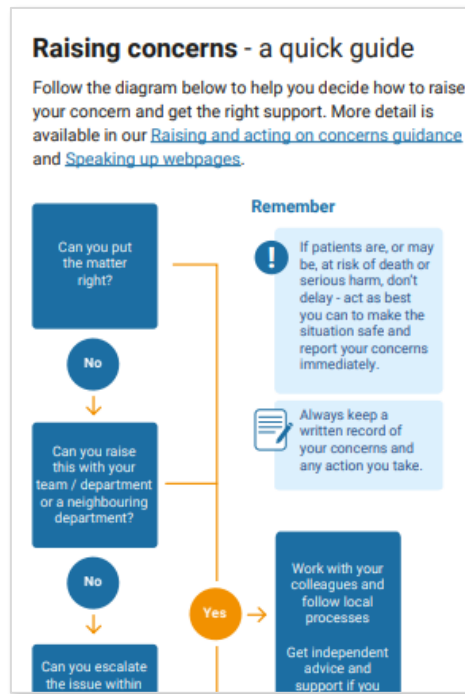 Raising concerns - a quick guide
Follow the diagram below to help you decide how to raise
your concern and get the right support. More detail is
available in our Raising and acting on concerns guidance
and Speaking up webpages.
Can you put
the matter
right?
No
Can you raise
this with your
team / department
or a neighbouring
department?
No
Can you escalate
the issue within
Remember
If patients are, or may
be, at risk of death or
serious harm, don't
delay - act as best
you can to make the
situation safe and
report your concerns
immediately.
Always keep a
written record of
your concerns and
any action you take.
Yes
Work with your
colleagues and
follow local
processes
Get independent
advice and
support if you